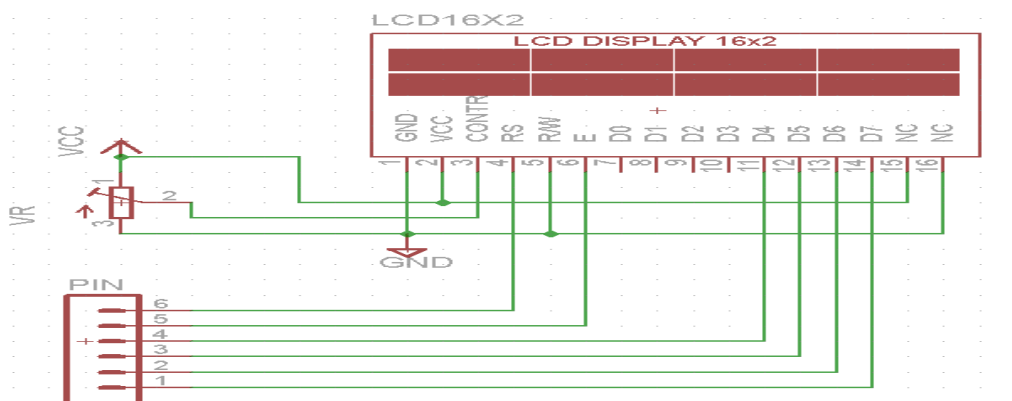 LCD16X2
LCD DISPLAY 16x2
GND VCC CONTR RS R/W E D0 D1 D2 D3 D4 D5 D6 D7 NC NC
1 2 3 4 5 6 7 8 9 10 11 12 13 14 15 16
VCC
1
2
3
VR
GND
PIN
6
5
4
3
2
1